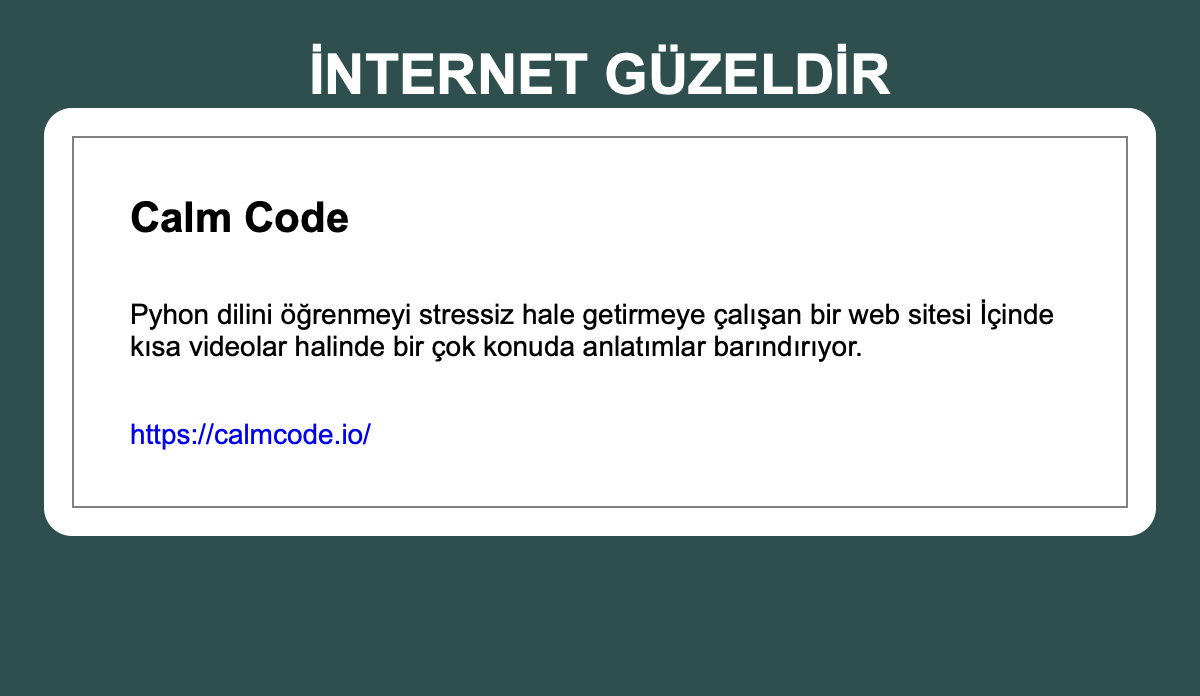 İNTERNET GÜZELDİR
Calm Code
Pyhon dilini öğrenmeyi stressiz hale getirmeye çalışan bir web sitesi İçinde
kısa videolar halinde bir çok konuda anlatımlar barındırıyor.
https://calmcode.io/